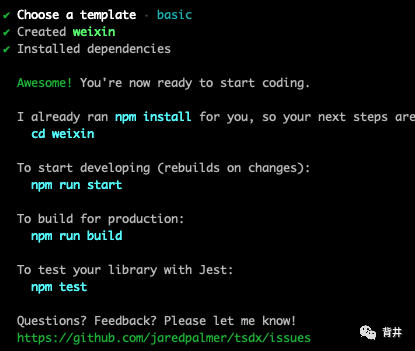 ✔ Choose a template · basic
✔ Created weixin
✔ Installed dependencies
Awesome! You're now ready to start coding.
I already ran npm install for you, so your next steps are
cd weixin
To start developing (rebuilds on changes):
npm run start
To build for production:
npm run build
To test your library with Jest:
npm test
Questions? Feedback? Please let me know!
https://github.com/jaredpalmer/tsdx/issues
背井